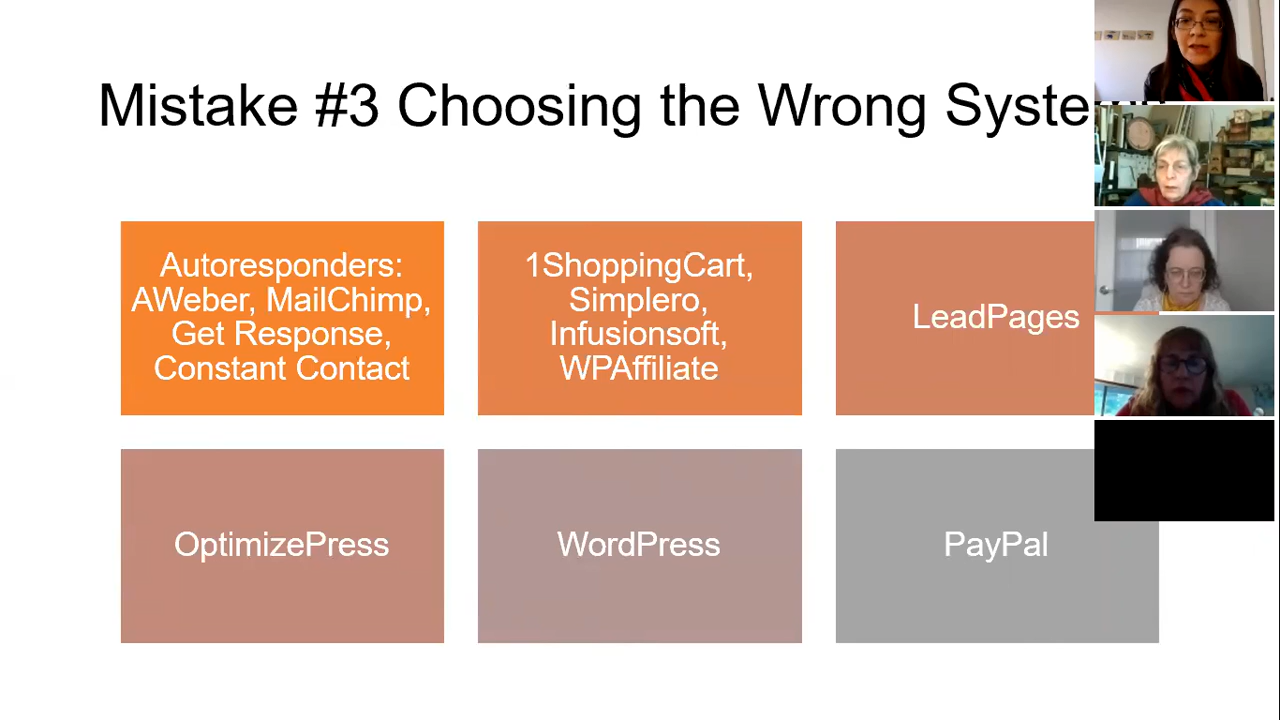 Mistake #3 Choosing the Wrong Syste
Autoresponders:
AWeber, MailChimp,
Get Response,
Constant Contact
1ShoppingCart,
Simplero,
Infusionsoft,
WPAffiliate
LeadPages
OptimizePress
WordPress
PayPal